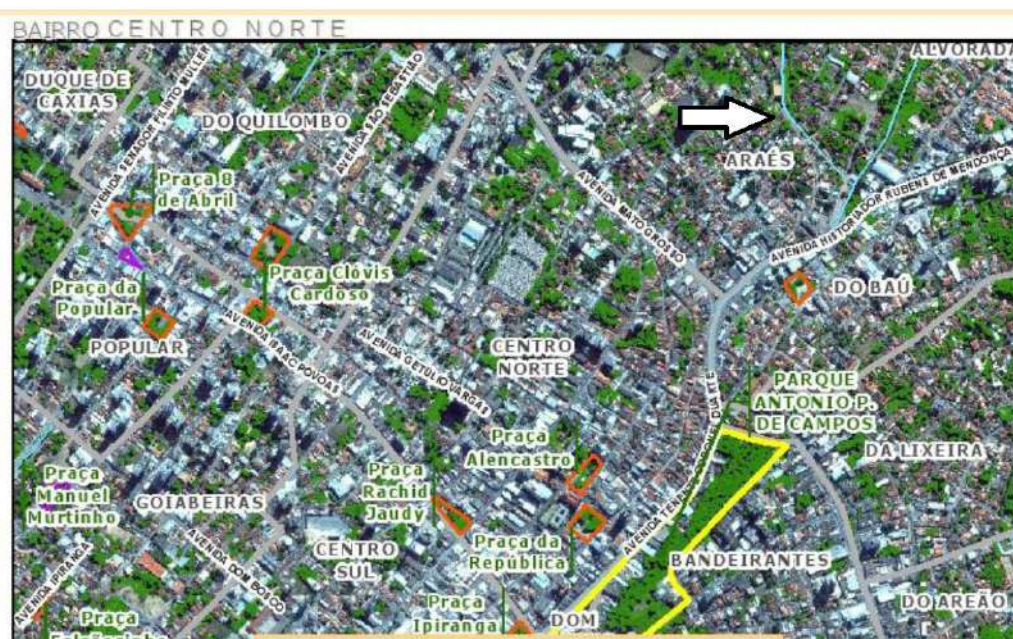 BAIRRO CENTRO NORTE
ALVORADA
DUQUE DE
CAXIAS
AVENIDA SENADOR FILINTO MULLER
DO QUILOMBO
AVENIDA SÃO SEBASTIÃO
ARAÉS
AVENIDA HISTORIADOR RUBENS DE MENDONÇA
Praça 8
de Abril
AVENIDA MATO GROSSO
Praça Clóvis
Cardoso
DO BAÚ
Praça da
Popular
POPULAR
AVENIDA ISAAC POVOAS
AVENIDA GETÚLIO VARGAS
CENTRO
NORTE
PARQUE
ANTONIO P.
DE CAMPOS
DA LIXEIRA
Praça
Alencastro
Praça
Manuel
Murtinho
GOIABEIRAS
Praça
Rachid
Jaudy
Praça da
República
CENTRO
SUL
BANDEIRANTES
AVENIDA IPIRANGA
AVENIDA DOM BOSCO
DO AREÃO
Praça
Ipiranga
DOM
Praça